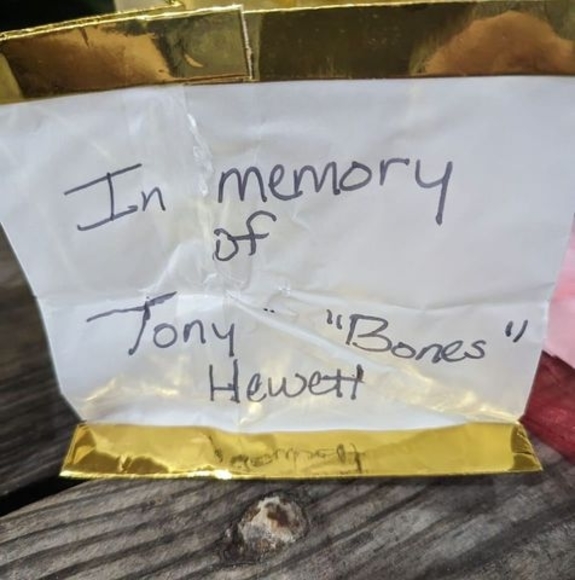 In memory
of
Tony "Bones"
Hewett